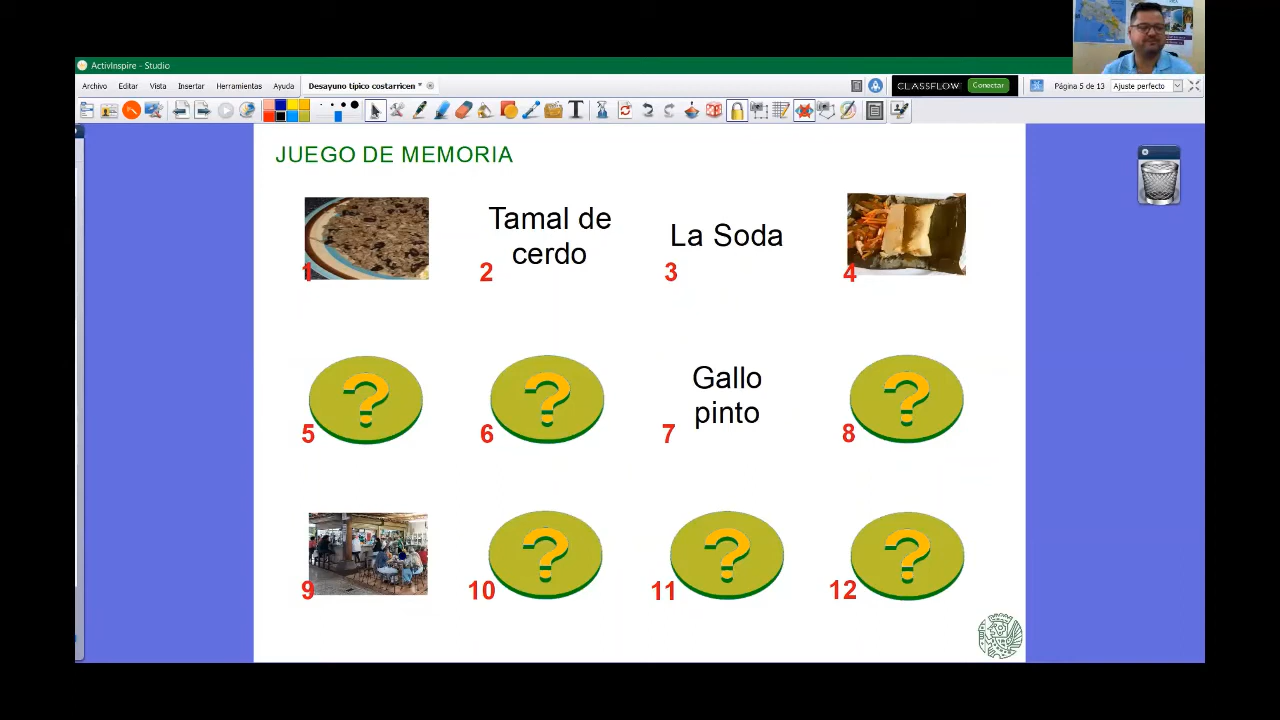 ActivInspire - Studio
Archivo
Editar
Vista
Insertar
Herramientas
Ayuda
Desayuno típico costarricen *
CLASSFLOW
Conectar
Página 5 de 13
Ajuste perfecto
JUEGO DE MEMORIA
1
Tamal de
cerdo
2
La Soda
3
4
?
5
?
6
Gallo
pinto
7
?
8
9
?
10
?
11
?
12